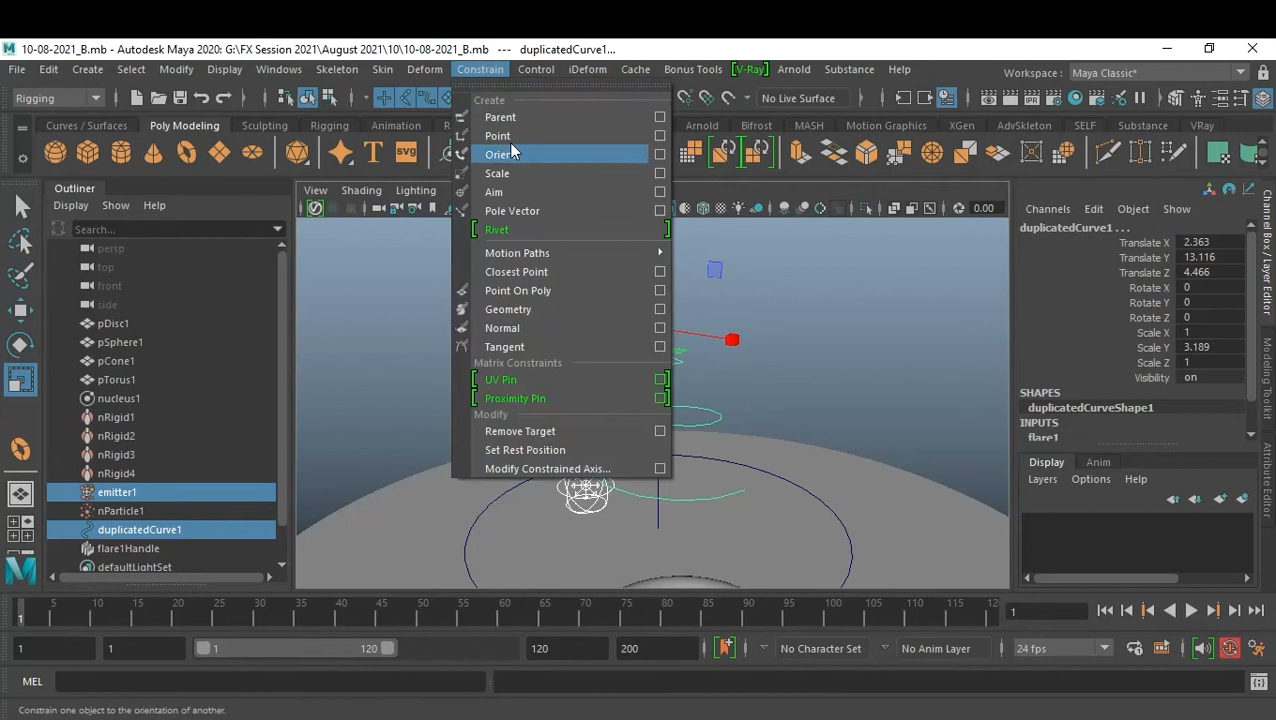 10-08-2021_B.mb - Autodesk Maya 2020: G:\FX Session 2021\August 2021\10\10-08-2021_B.mb --- duplicatedCurve1...
File Edit Create Select Modify Display Windows Skeleton Skin Deform Constrain Control iDeform Cache Bonus Tools V-Ray Arnold Substance Help
Workspace : Maya Classic*
Rigging
No Live Surface
Curves / Surfaces Poly Modeling Sculpting Rigging Animation Arnold Bifrost MASH Motion Graphics XGen AdvSkeleton SELF Substance VRay
svg
Outliner
Display Show Help
Search...
persp
top
front
side
pDisc1
pSphere1
pCone1
pTorus1
nucleus1
nRigid1
nRigid2
nRigid3
nRigid4
emitter1
nParticle1
duplicatedCurve1
flare1Handle
defaultLightSet
View Shading Lighting
0.00
Create
Parent
Point
Scale
Aim
Pole Vector
Rivet
Motion Paths
Closest Point
Point On Poly
Geometry
Normal
Tangent
Matrix Constraints
UV Pin
Proximity Pin
Modify
Remove Target
Set Rest Position
Modify Constrained Axis...
Channels Edit Object Show
duplicatedCurve1 . . .
Translate X 2.363
Translate Y 13.116
Translate Z 4.466
Rotate X 0
Rotate Y 0
Rotate Z 0
Scale X 1
Scale Y 3.189
Scale Z 1
Visibility on
SHAPES
duplicatedCurveShape1
INPUTS
flare1
Display Anim
Layers Options Help
Channel Box / Layer Editor
Attribute Editor
5 10 15 20 25 30 35 40 45 50 55 60 65 70 75 80 85 90 95 100 105 110 115 12
1
1
1 1 1 120 120 200 No Character Set No Anim Layer 24 fps
MEL
Constrain one object to the orientation of another.